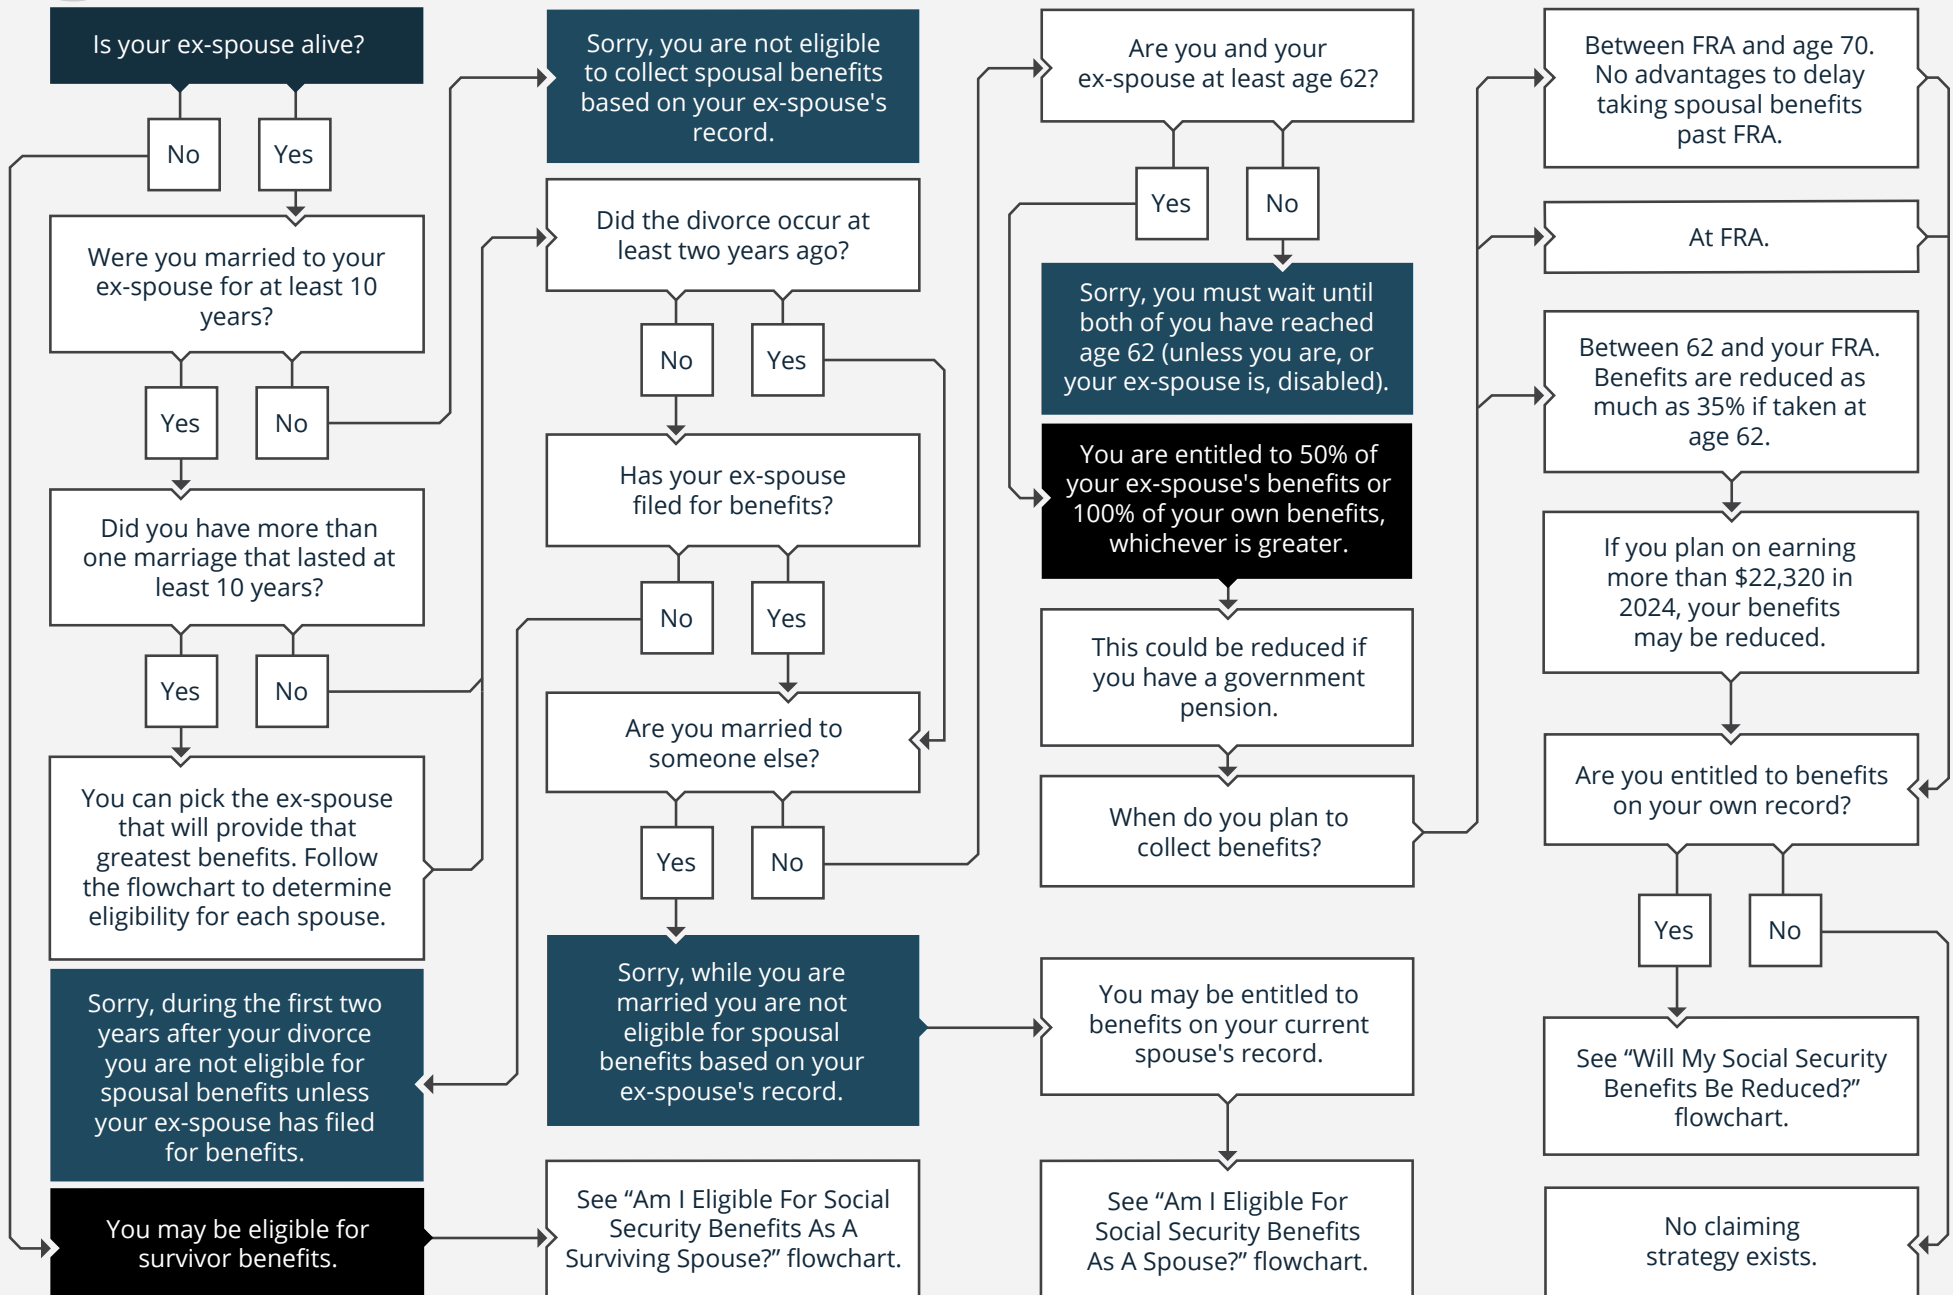 Is your ex-spouse alive?
No
Yes
Were you married to your
ex-spouse for at least 10
years?
Yes
No
Did you have more than
one marriage that lasted at
least 10 years?
Yes
No
You can pick the ex-spouse
that will provide that
greatest benefits. Follow
the flowchart to determine
eligibility for each spouse.
Sorry, during the first two
years after your divorce
you are not eligible for
spousal benefits unless
your ex-spouse has filed
for benefits.
You may be eligible for
survivor benefits.
Sorry, you are not eligible
to collect spousal benefits
based on your ex-spouse's
record.
Did the divorce occur at
least two years ago?
No
Yes
Has your ex-spouse
filed for benefits?
No
Yes
Are you married to
someone else?
Yes
No
Sorry, while you are
married you are not
eligible for spousal
benefits based on your
ex-spouse's record.
See “Am I Eligible For Social
Security Benefits As A
Surviving Spouse?” flowchart.
Are you and your
ex-spouse at least age 62?
Yes
No
Sorry, you must wait until
both of you have reached
age 62 (unless you are, or
your ex-spouse is, disabled).
You are entitled to 50% of
your ex-spouse's benefits or
100% of your own benefits,
whichever is greater.
This could be reduced if
you have a government
pension.
When do you plan to
collect benefits?
You may be entitled to
benefits on your current
spouse's record.
See “Am I Eligible For
Social Security Benefits
As A Spouse?” flowchart.
Between FRA and age 70.
No advantages to delay
taking spousal benefits
past FRA.
At FRA.
Between 62 and your FRA.
Benefits are reduced as
much as 35% if taken at
age 62.
If you plan on earning
more than $22,320 in
2024, your benefits
may be reduced.
Are you entitled to benefits
on your own record?
Yes
No
See “Will My Social Security
Benefits Be Reduced?”
flowchart.
No claiming
strategy exists.